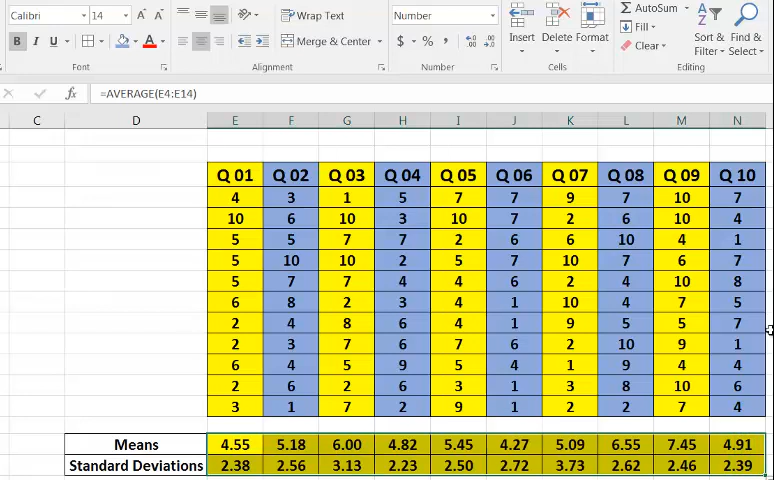 Calibri 14 A A Wrap Text Number AutoSum
B I U A Merge & Center $ % , Insert Delete Format Fill Clear Sort & Filter Find & Select
Font Alignment Number Cells Editing
fx =AVERAGE(E4:E14)
C D E F G H I J K L M N
Q 01 Q 02 Q 03 Q 04 Q 05 Q 06 Q 07 Q 08 Q 09 Q 10
4 3 1 5 7 7 9 7 10 7
10 6 10 3 10 7 2 6 10 4
5 5 7 7 2 6 6 10 4 1
5 10 10 2 5 7 10 7 6 7
5 7 7 4 4 6 2 4 10 8
6 8 2 3 4 1 10 4 7 5
2 4 8 6 4 1 9 5 5 7
2 3 7 6 7 6 2 10 9 1
6 4 5 9 5 4 1 9 4 4
2 6 2 6 3 1 3 8 10 6
3 1 7 2 9 1 2 2 7 4
Means 4.55 5.18 6.00 4.82 5.45 4.27 5.09 6.55 7.45 4.91
Standard Deviations 2.38 2.56 3.13 2.23 2.50 2.72 3.73 2.62 2.46 2.39